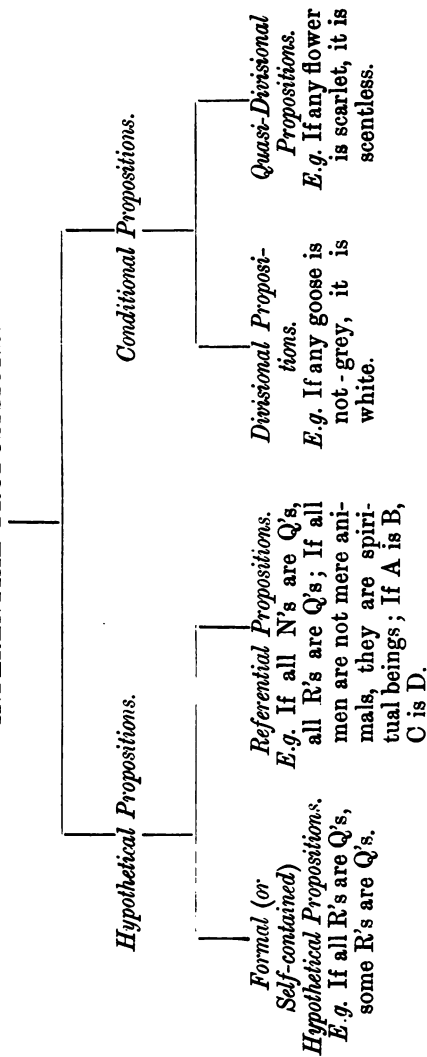 Hypothetical Propositions.
Conditional Propositions.
Formal (or
Self-contained)
Hypothetical Propositions.
E.g. If all R's are Q's,
some R's are Q's.
Referential Propositions.
E.g. If all N's are Q's,
all R's are Q's; If all
men are not mere ani-
mals, they are spiri-
tual beings; If A is B,
C is D.
Divisional Proposi-
tions.
E.g. If any goose is
not-grey, it is
white.
Quasi-Divisional
Propositions.
E.g. If any flower
is scarlet, it is
scentless.